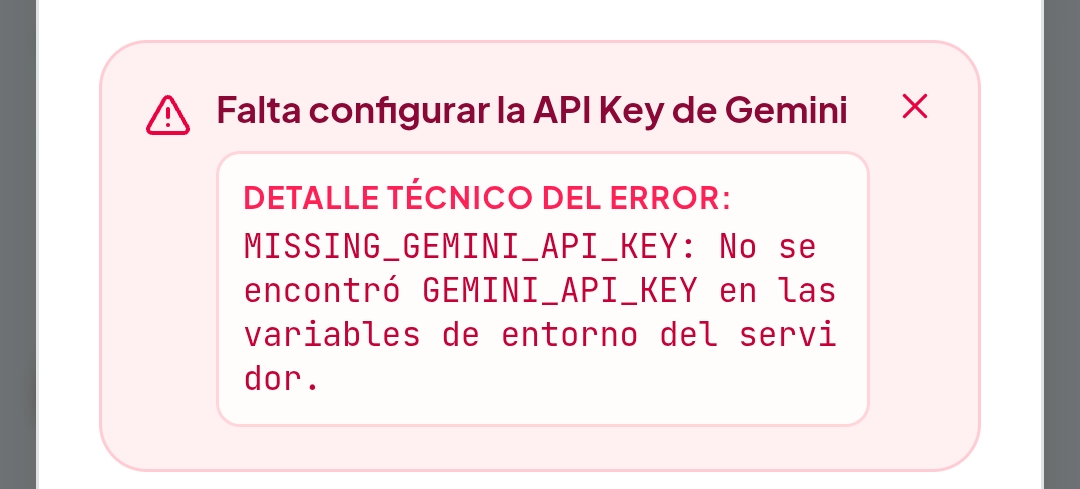 Falta configurar la API Key de Gemini
DETALLE TÉCNICO DEL ERROR:
MISSING_GEMINI_API_KEY: No se
encontró GEMINI_API_KEY en las
variables de entorno del servi
dor.